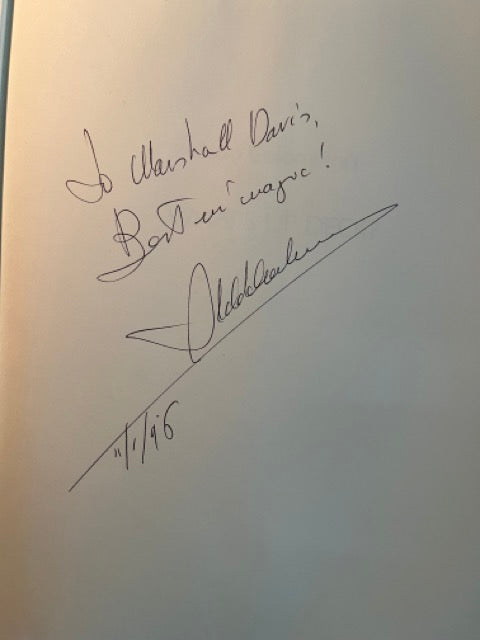 To Marshall Davis,
Best in magic!
11/1/96